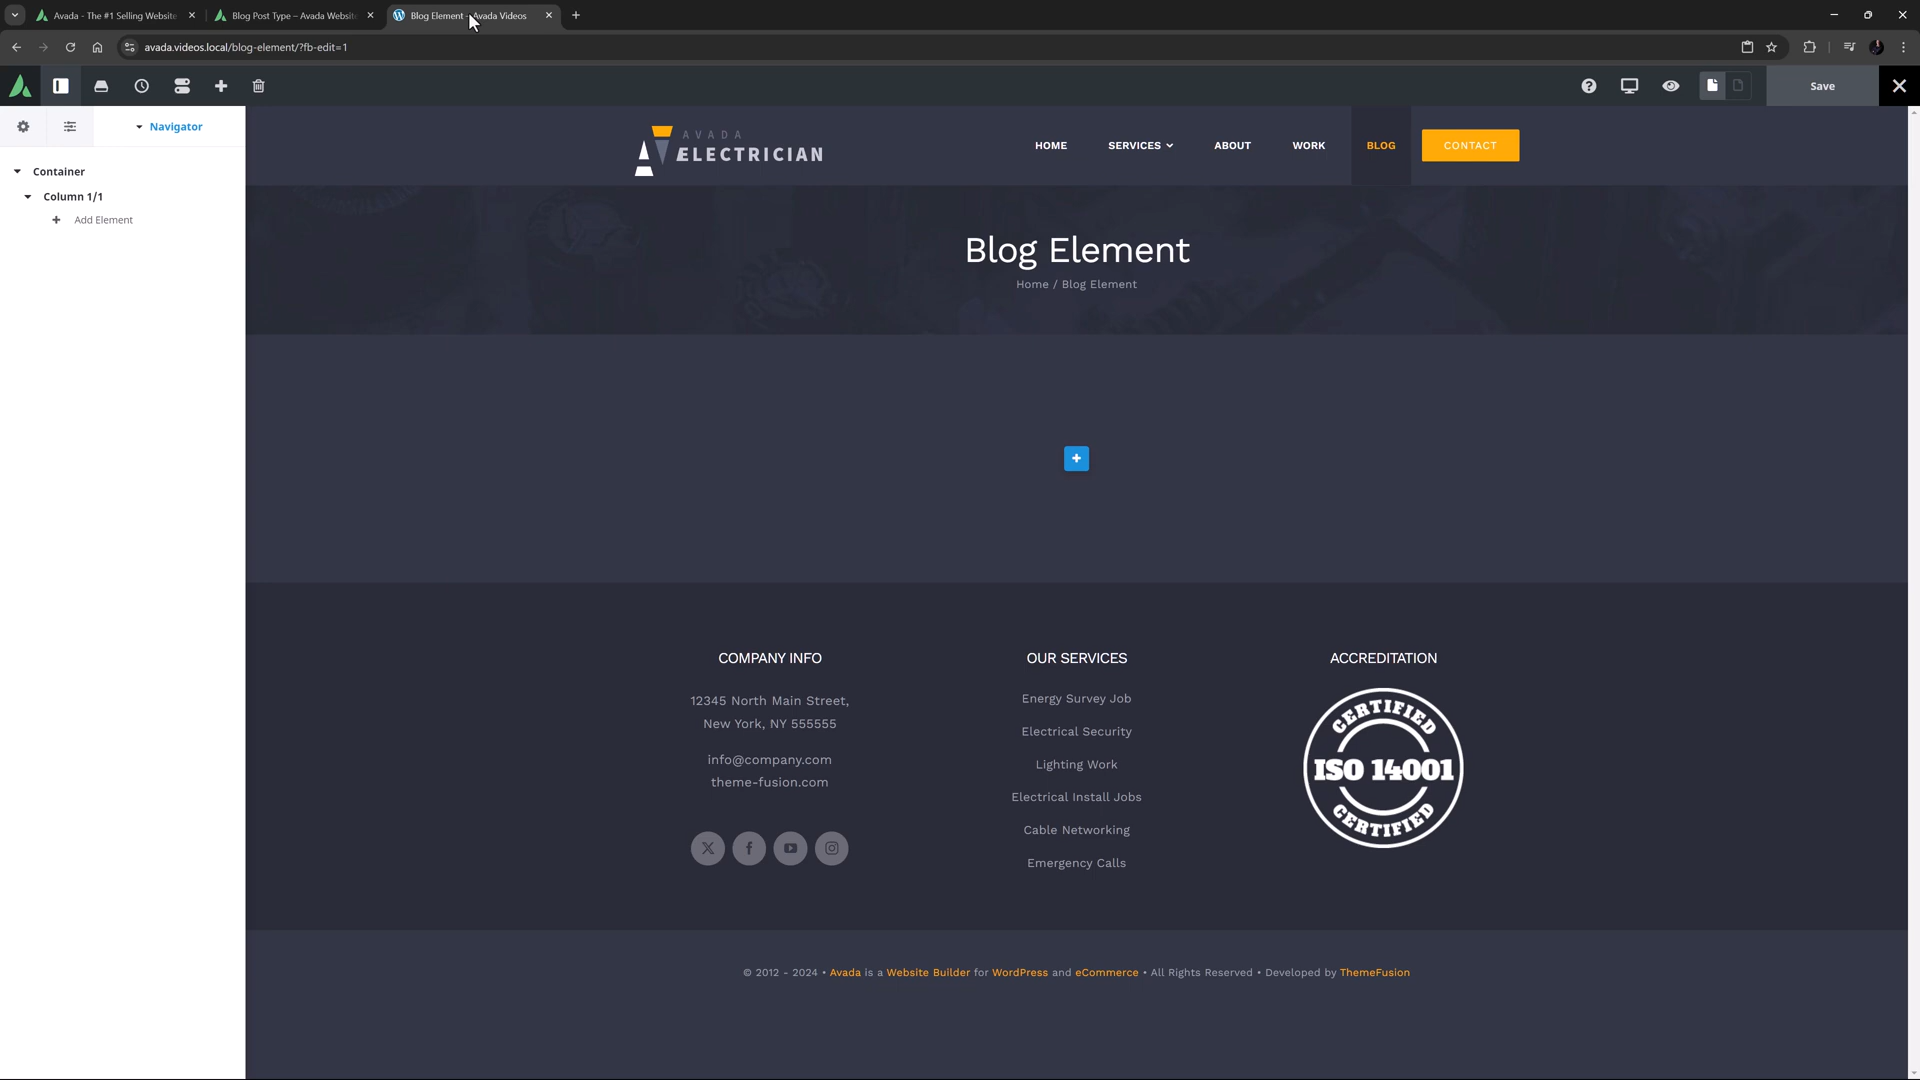 Avada - The #1 Selling Website
Blog Post Type – Avada Websit
Blog Element - Avada Videos
avada.videos.local/blog-element/?fb-edit=1
Save
Navigator
Container
Column 1/1
Add Element
AVADA
ELECTRICIAN
HOME
SERVICES
ABOUT
WORK
BLOG
CONTACT
Blog Element
Home / Blog Element
COMPANY INFO
12345 North Main Street,
New York, NY 555555
info@company.com
theme-fusion.com
OUR SERVICES
Energy Survey Job
Electrical Security
Lighting Work
Electrical Install Jobs
Cable Networking
Emergency Calls
ACCREDITATION
CERTIFIED
ISO 14001
CERTIFIED
© 2012 - 2024 • Avada is a Website Builder for WordPress and eCommerce • All Rights Reserved • Developed by ThemeFusion